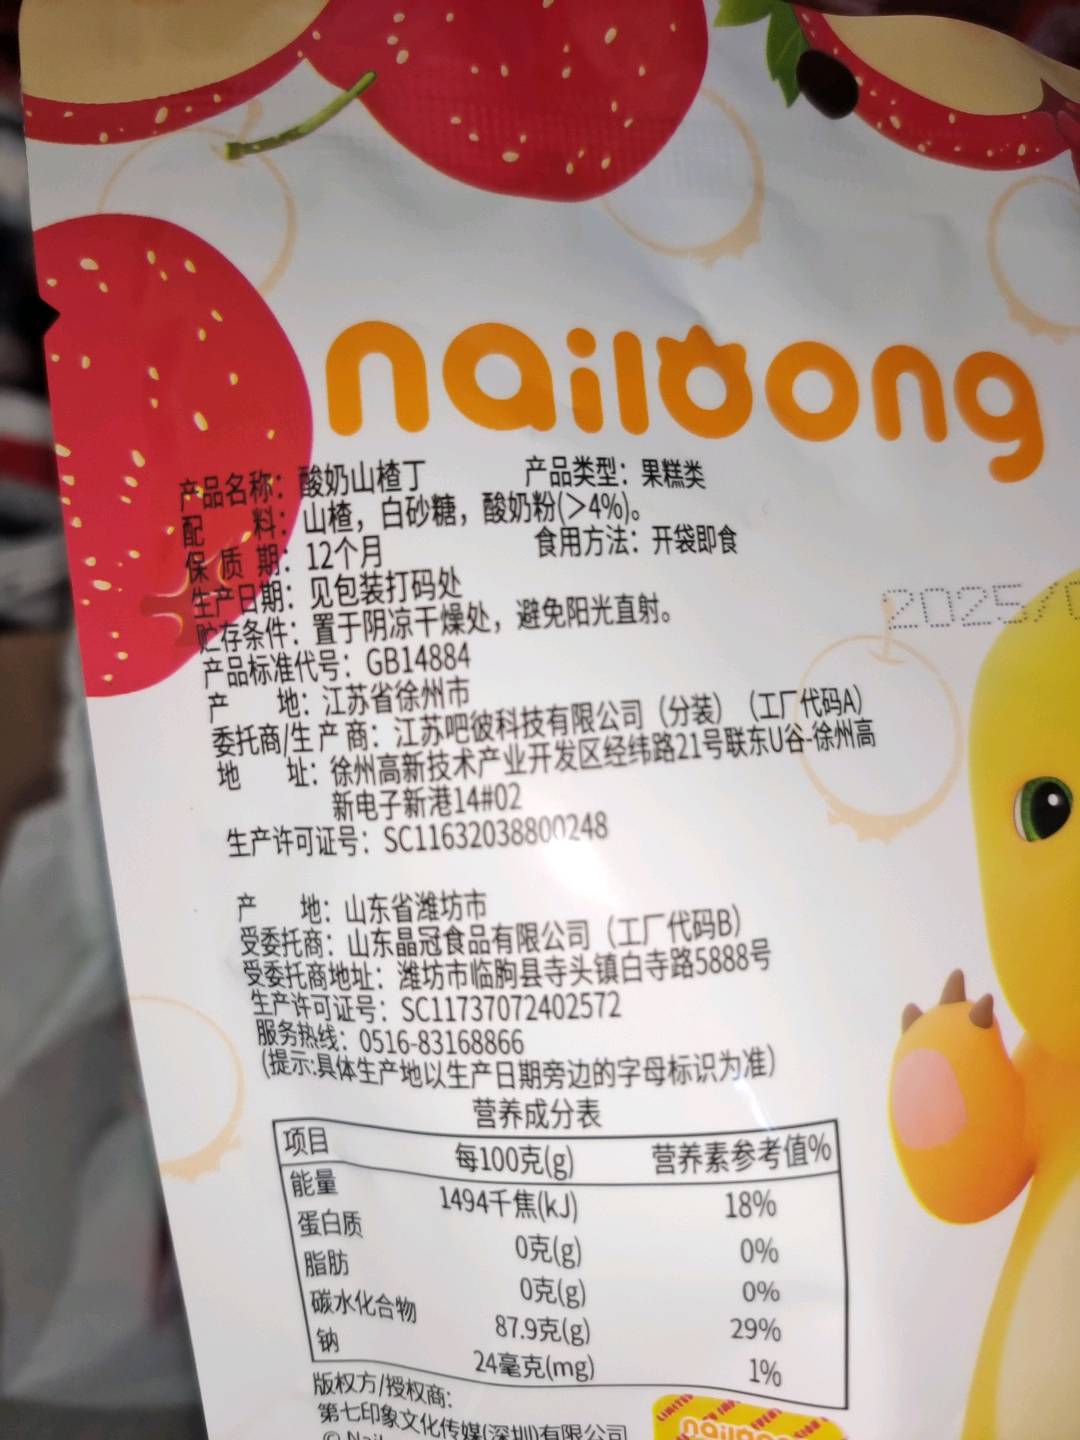 nailoong
产品名称：酸奶山楂丁 产品类型：果糕类
配 料：山楂，白砂糖，酸奶粉(＞4%)。
保 质 期：12个月 食用方法：开袋即食
生产日期：见包装打码处
贮存条件：置于阴凉干燥处，避免阳光直射。
2025/
产品标准代号：GB14884
产 地：江苏省徐州市
委托商/生产商：江苏吧彼科技有限公司（分装）（工厂代码A）
地 址：徐州高新技术产业开发区经纬路21号联东U谷-徐州高
新电子新港14#02
生产许可证号：SC11632038800248
产 地：山东省潍坊市
受委托商：山东晶冠食品有限公司（工厂代码B）
受委托商地址：潍坊市临朐县寺头镇白寺路5888号
生产许可证号：SC11737072402572
服务热线：0516-83168866
(提示:具体生产地以生产日期旁边的字母标识为准)
营养成分表
项目 每100克(g) 营养素参考值%
能量 1494千焦(kJ) 18%
蛋白质 0克(g) 0%
脂肪 0克(g) 0%
碳水化合物 87.9克(g) 29%
钠 24毫克(mg) 1%
版权方/授权商：
第七印象文化传媒(深圳)有限公司